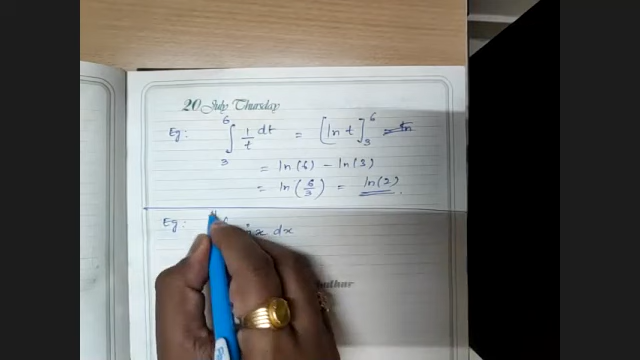 20 July Thursday
Eg: ∫₃⁶ 1/t dt = [ln t]₃⁶
= ln(6) − ln(3)
= ln(6/3) = ln(2).
Eg: x dx